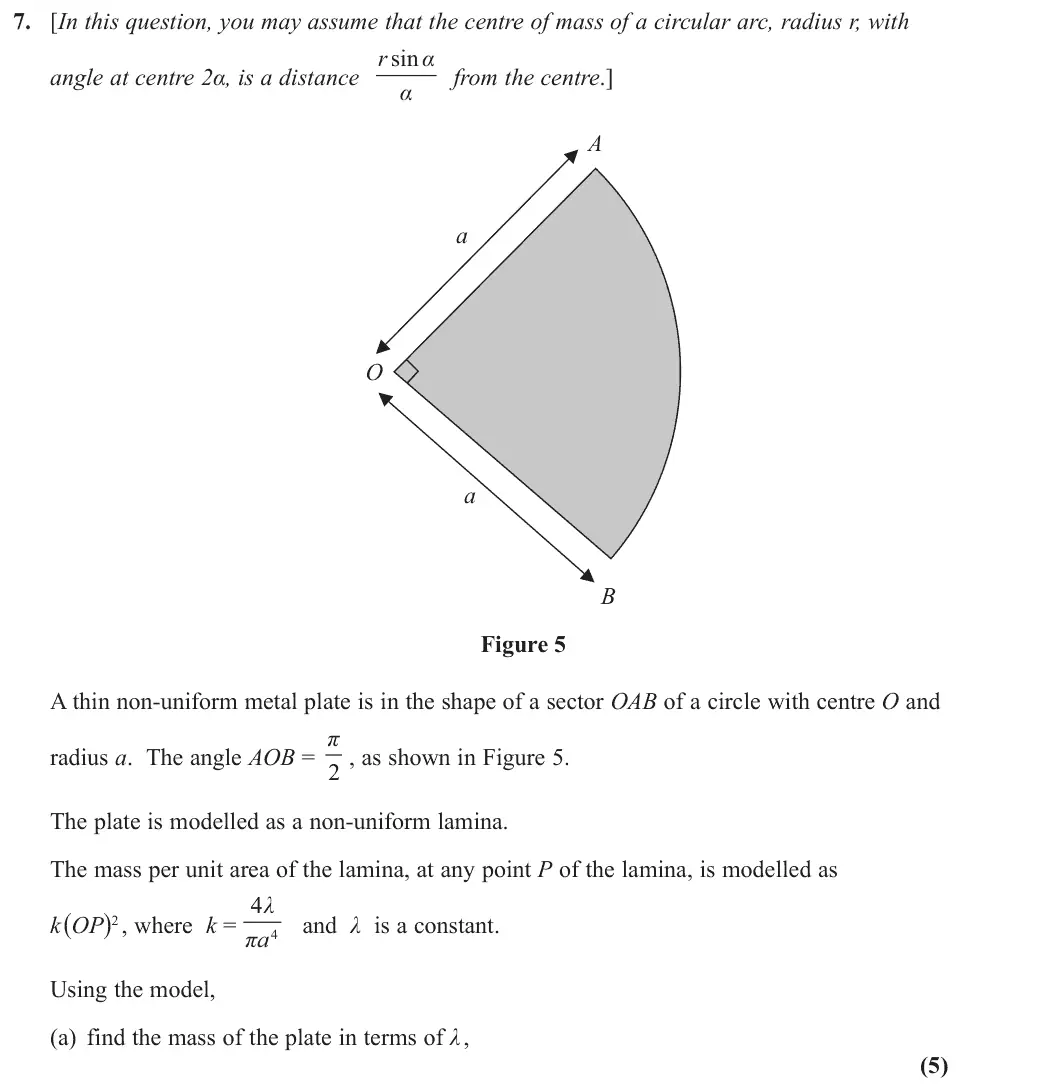 7. [In this question, you may assume that the centre of mass of a circular arc, radius r, with
angle at centre 2α, is a distance r sin α / α from the centre.]
A
a
O
a
B
Figure 5
A thin non-uniform metal plate is in the shape of a sector OAB of a circle with centre O and
radius a. The angle AOB = π/2, as shown in Figure 5.
The plate is modelled as a non-uniform lamina.
The mass per unit area of the lamina, at any point P of the lamina, is modelled as
k(OP)², where k = 4λ/πa⁴ and λ is a constant.
Using the model,
(a) find the mass of the plate in terms of λ,
(5)